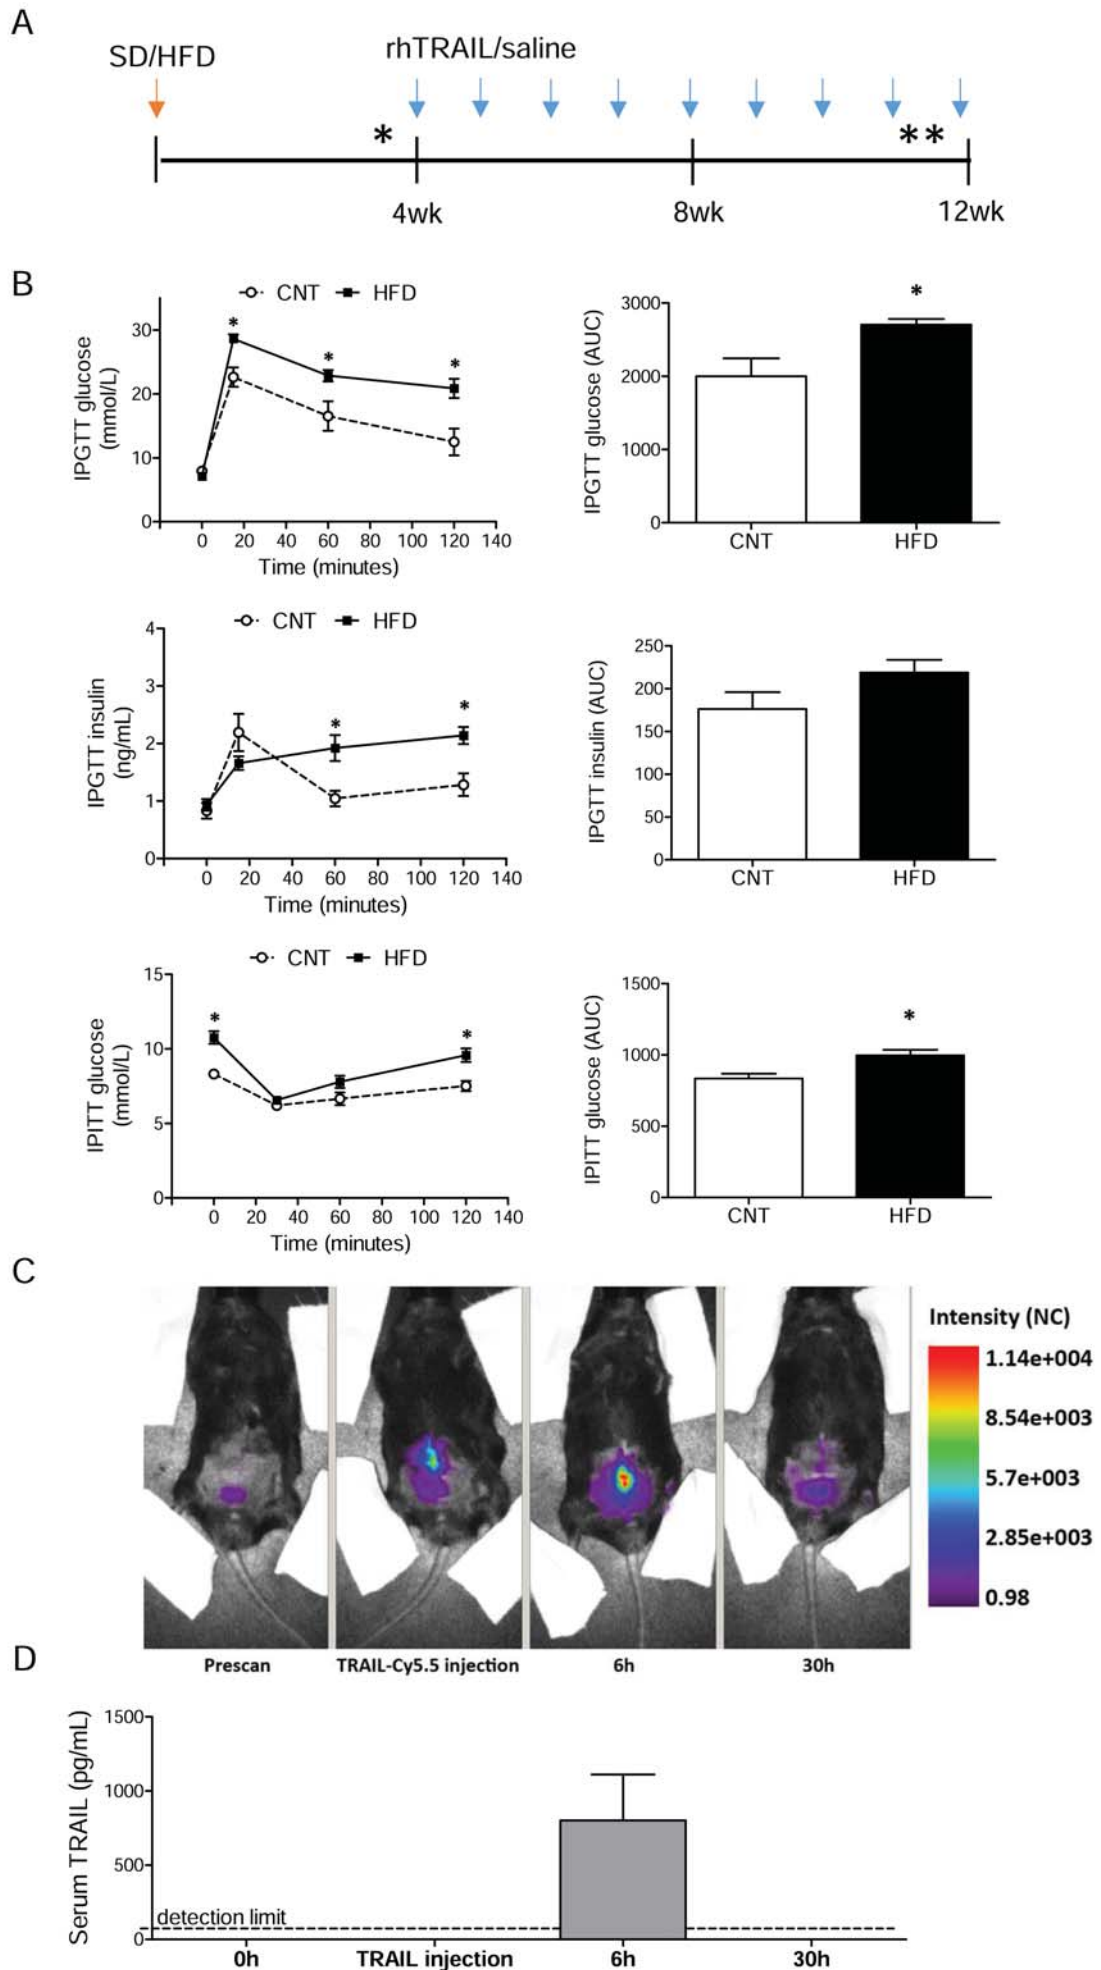 A
SD/HFD
rhTRAIL/saline
*
**
4wk
8wk
12wk
B
CNT
HFD
30
20
10
0
IPGTT glucose
(mmol/L)
*
*
*
0 20 40 60 80 100 120 140
Time (minutes)
3000
2000
1000
0
IPGTT glucose (AUC)
*
CNT
HFD
CNT
HFD
4
3
2
1
0
IPGTT insulin
(ng/mL)
*
*
0 20 40 60 80 100 120 140
Time (minutes)
250
200
150
100
50
0
IPGTT insulin (AUC)
CNT
HFD
CNT
HFD
15
10
5
0
IPITT glucose
(mmol/L)
*
*
0 20 40 60 80 100 120 140
Time (minutes)
1500
1000
500
0
IPITT glucose (AUC)
*
CNT
HFD
C
Intensity (NC)
1.14e+004
8.54e+003
5.7e+003
2.85e+003
0.98
Prescan
TRAIL-Cy5.5 injection
6h
30h
D
1500
1000
500
0
Serum TRAIL (pg/mL)
detection limit
0h
TRAIL injection
6h
30h